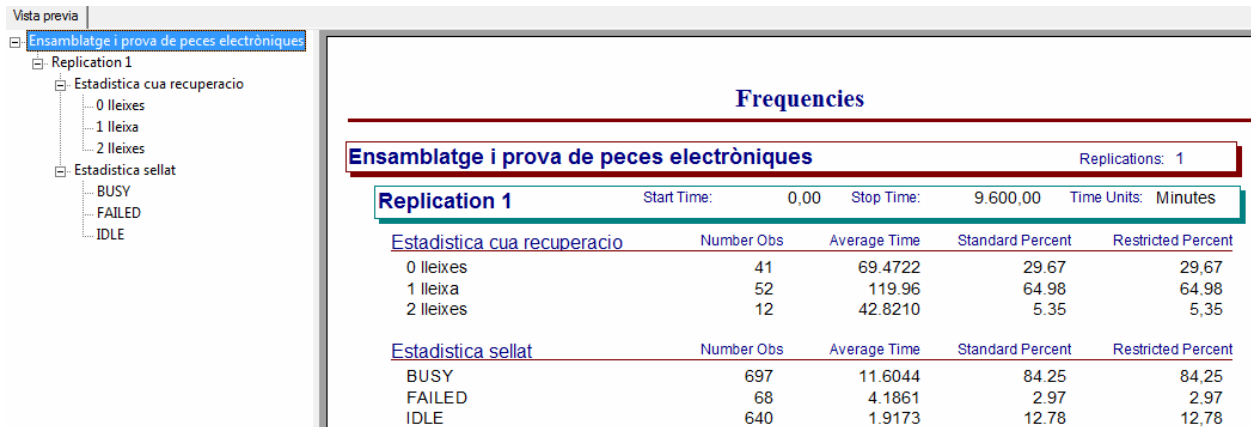 Vista previa
Ensamblatge i prova de peces electròniques
Replication 1
Estadistica cua recuperacio
0 lleixes
1 lleixa
2 lleixes
Estadistica sellat
BUSY
FAILED
IDLE
Frequencies
Ensamblatge i prova de peces electròniques Replications: 1
Replication 1 Start Time: 0,00 Stop Time: 9.600,00 Time Units: Minutes
Estadistica cua recuperacio Number Obs Average Time Standard Percent Restricted Percent
0 lleixes 41 69.4722 29.67 29,67
1 lleixa 52 119.96 64.98 64,98
2 lleixes 12 42.8210 5.35 5,35
Estadistica sellat Number Obs Average Time Standard Percent Restricted Percent
BUSY 697 11.6044 84.25 84,25
FAILED 68 4.1861 2.97 2,97
IDLE 640 1.9173 12.78 12,78